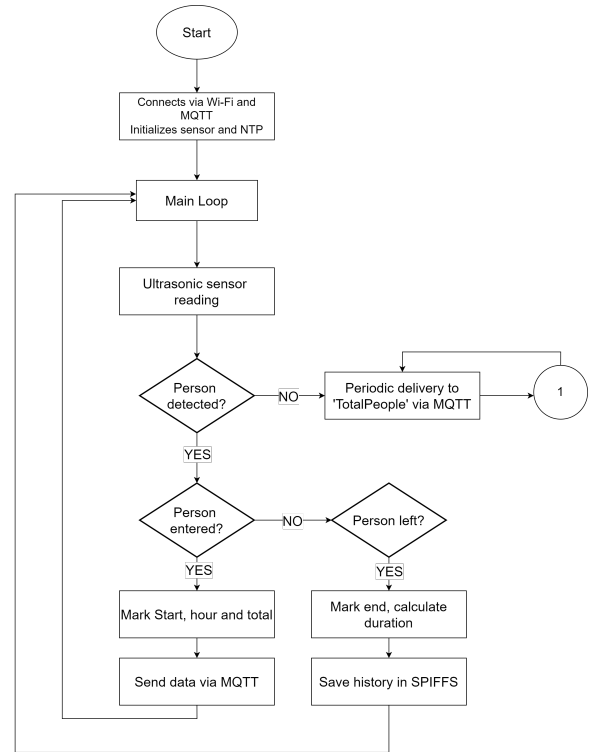 Start
Connects via Wi-Fi and
MQTT
Initializes sensor and NTP
Main Loop
Ultrasonic sensor
reading
Person
detected?
NO
Periodic delivery to
'TotalPeople' via MQTT
1
YES
Person
entered?
NO
Person left?
YES
YES
Mark Start, hour and total
Mark end, calculate
duration
Send data via MQTT
Save history in SPIFFS